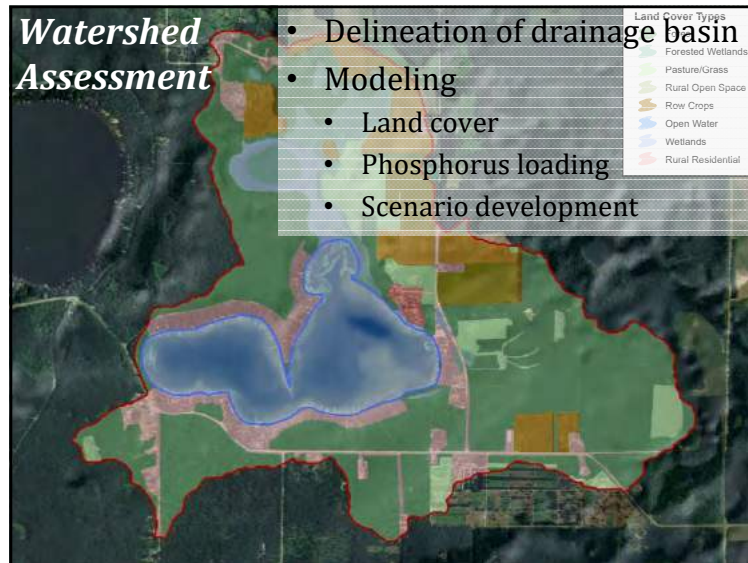 Watershed
Assessment
• Delineation of drainage basin
• Modeling
• Land cover
• Phosphorus loading
• Scenario development
Land Cover Types
Forested Wetlands
Pasture/Grass
Rural Open Space
Row Crops
Open Water
Wetlands
Rural Residential